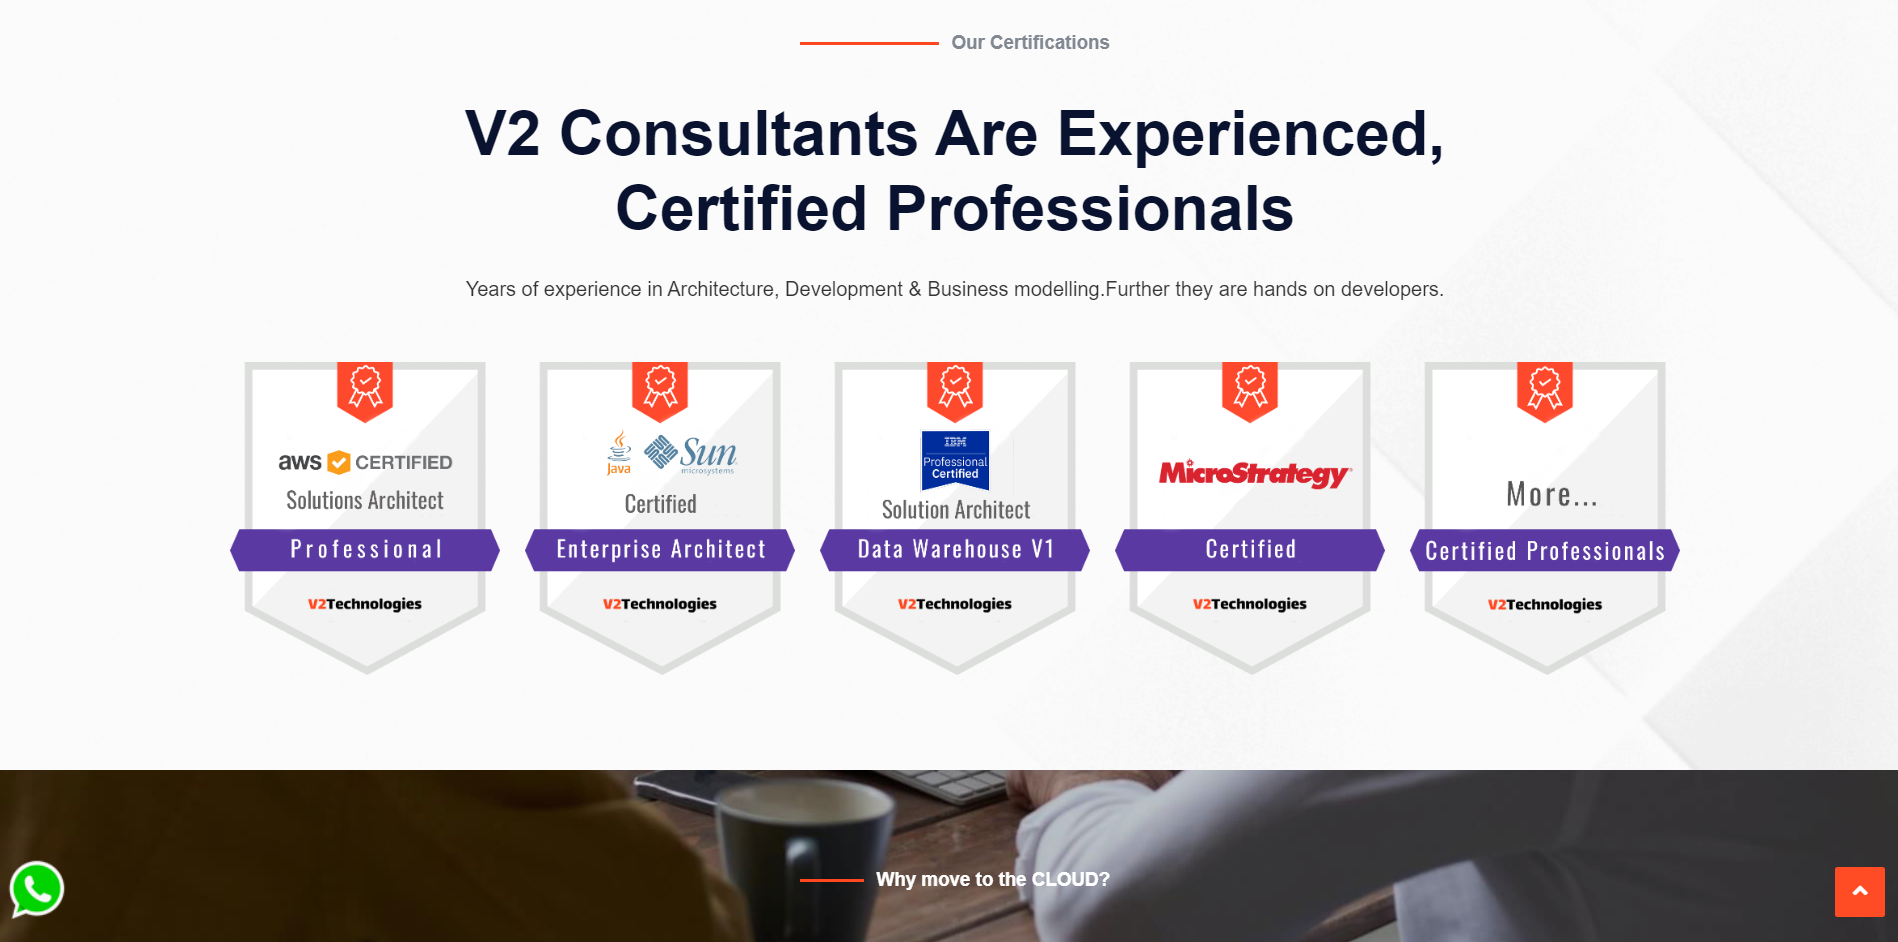 Our Certifications
V2 Consultants Are Experienced,
Certified Professionals
Years of experience in Architecture, Development & Business modelling.Further they are hands on developers.
aws CERTIFIED
Solutions Architect
Professional
V2Technologies
Java Sun
microsystems
Certified
Enterprise Architect
V2Technologies
IBM
Professional
Certified
Solution Architect
Data Warehouse V1
V2Technologies
MicroStrategy
Certified
V2Technologies
More...
Certified Professionals
V2Technologies
Why move to the CLOUD?